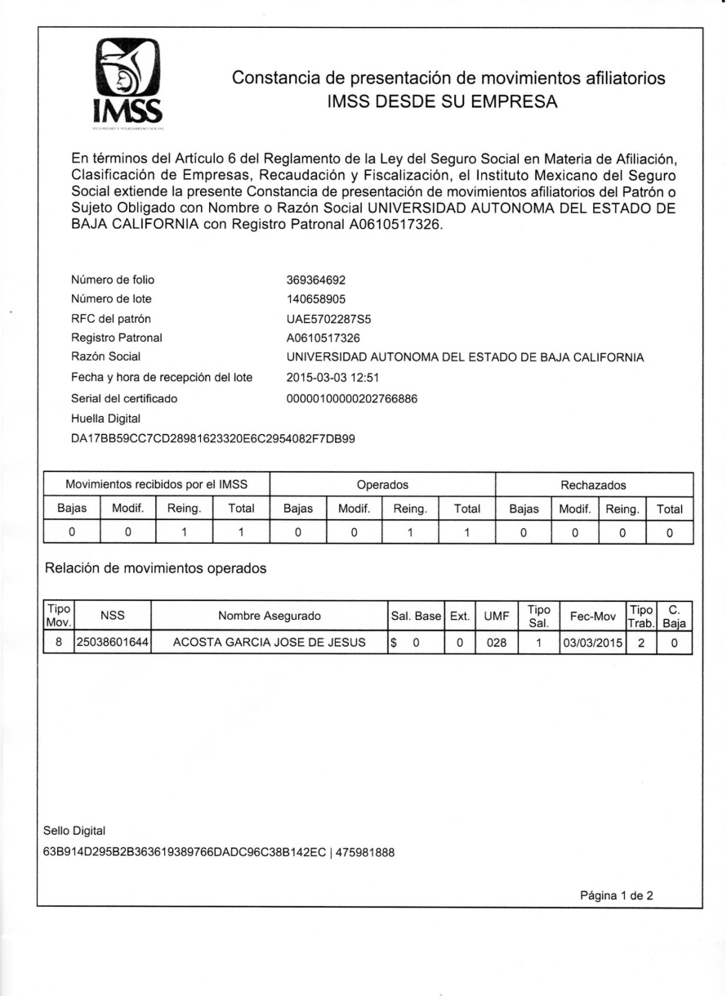 IMSS
SEGURIDAD Y SOLIDARIDAD SOCIAL
Constancia de presentación de movimientos afiliatorios
IMSS DESDE SU EMPRESA
En términos del Artículo 6 del Reglamento de la Ley del Seguro Social en Materia de Afiliación,
Clasificación de Empresas, Recaudación y Fiscalización, el Instituto Mexicano del Seguro
Social extiende la presente Constancia de presentación de movimientos afiliatorios del Patrón o
Sujeto Obligado con Nombre o Razón Social UNIVERSIDAD AUTONOMA DEL ESTADO DE
BAJA CALIFORNIA con Registro Patronal A0610517326.
Número de folio 369364692
Número de lote 140658905
RFC del patrón UAE5702287S5
Registro Patronal A0610517326
Razón Social UNIVERSIDAD AUTONOMA DEL ESTADO DE BAJA CALIFORNIA
Fecha y hora de recepción del lote 2015-03-03 12:51
Serial del certificado 00000100000202766886
Huella Digital
DA17BB59CC7CD28981623320E6C2954082F7DB99
Movimientos recibidos por el IMSS Operados Rechazados
Bajas Modif. Reing. Total Bajas Modif. Reing. Total Bajas Modif. Reing. Total
0 0 1 1 0 0 1 1 0 0 0 0
Relación de movimientos operados
Tipo Mov. NSS Nombre Asegurado Sal. Base Ext. UMF Tipo Sal. Fec-Mov Tipo Trab. C. Baja
8 25038601644 ACOSTA GARCIA JOSE DE JESUS $ 0 0 028 1 03/03/2015 2 0
Sello Digital
63B914D295B2B363619389766DADC96C38B142EC | 475981888
Página 1 de 2